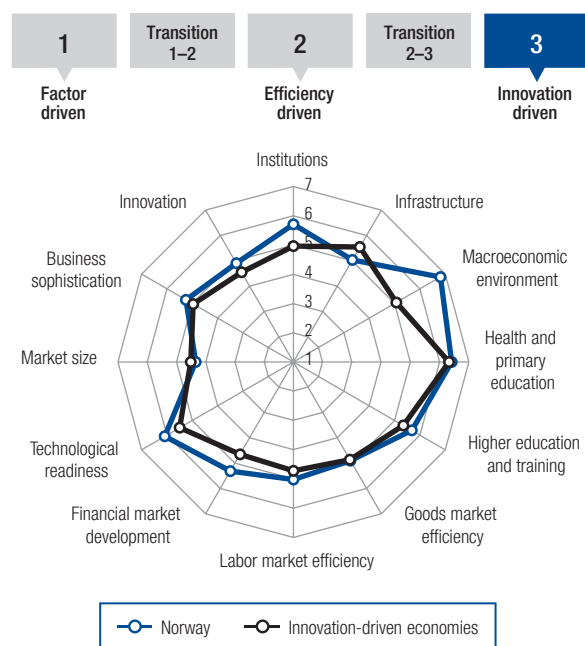 1
Transition
1–2
2
Transition
2–3
3
Factor
driven
Efficiency
driven
Innovation
driven
Institutions
7
6
5
4
3
2
1
Innovation
Infrastructure
Business
sophistication
Macroeconomic
environment
Market size
Health and
primary
education
Technological
readiness
Higher education
and training
Financial market
development
Goods market
efficiency
Labor market efficiency
Norway
Innovation-driven economies